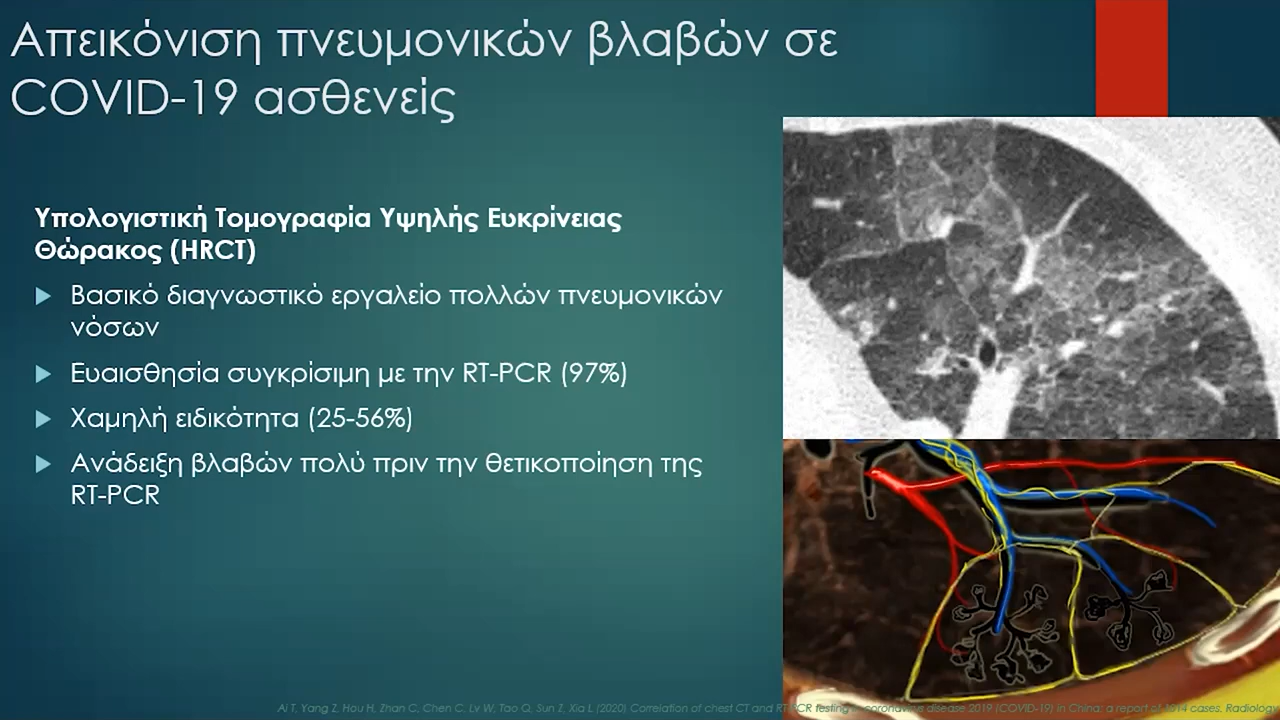 Απεικόνιση πνευμονικών βλαβών σε
COVID-19 ασθενείς
Υπολογιστική Τομογραφία Υψηλής Ευκρίνειας
Θώρακος (HRCT)
Βασικό διαγνωστικό εργαλείο πολλών πνευμονικών
νόσων
Ευαισθησία συγκρίσιμη με την RT-PCR (97%)
Χαμηλή ειδικότητα (25-56%)
Ανάδειξη βλαβών πολύ πριν την θετικοποίηση της
RT-PCR
Ai T, Yang Z, Hou H, Zhan C, Chen C, Lv W, Tao Q, Sun Z, Xia L (2020) Correlation of chest CT and RT-PCR testing in coronavirus disease 2019 (COVID-19) in China: a report of 1014 cases. Radiology